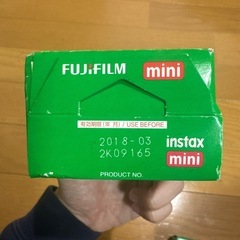 FUJIFILM mini
有効期限(年 月) / USE BEFORE
2018-03 instax
2K09165 mini
PRODUCT NO.